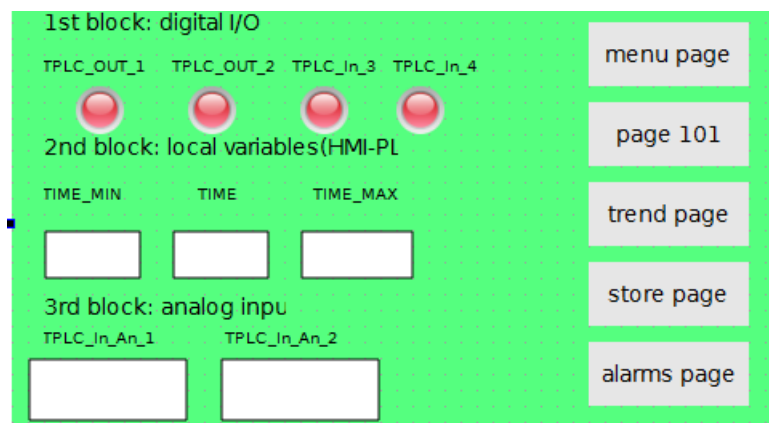 1st block: digital I/O
TPLC_OUT_1 TPLC_OUT_2 TPLC_In_3 TPLC_In_4
2nd block: local variables(HMI-PL
TIME_MIN TIME TIME_MAX
3rd block: analog inpu
TPLC_In_An_1 TPLC_In_An_2
menu page
page 101
trend page
store page
alarms page